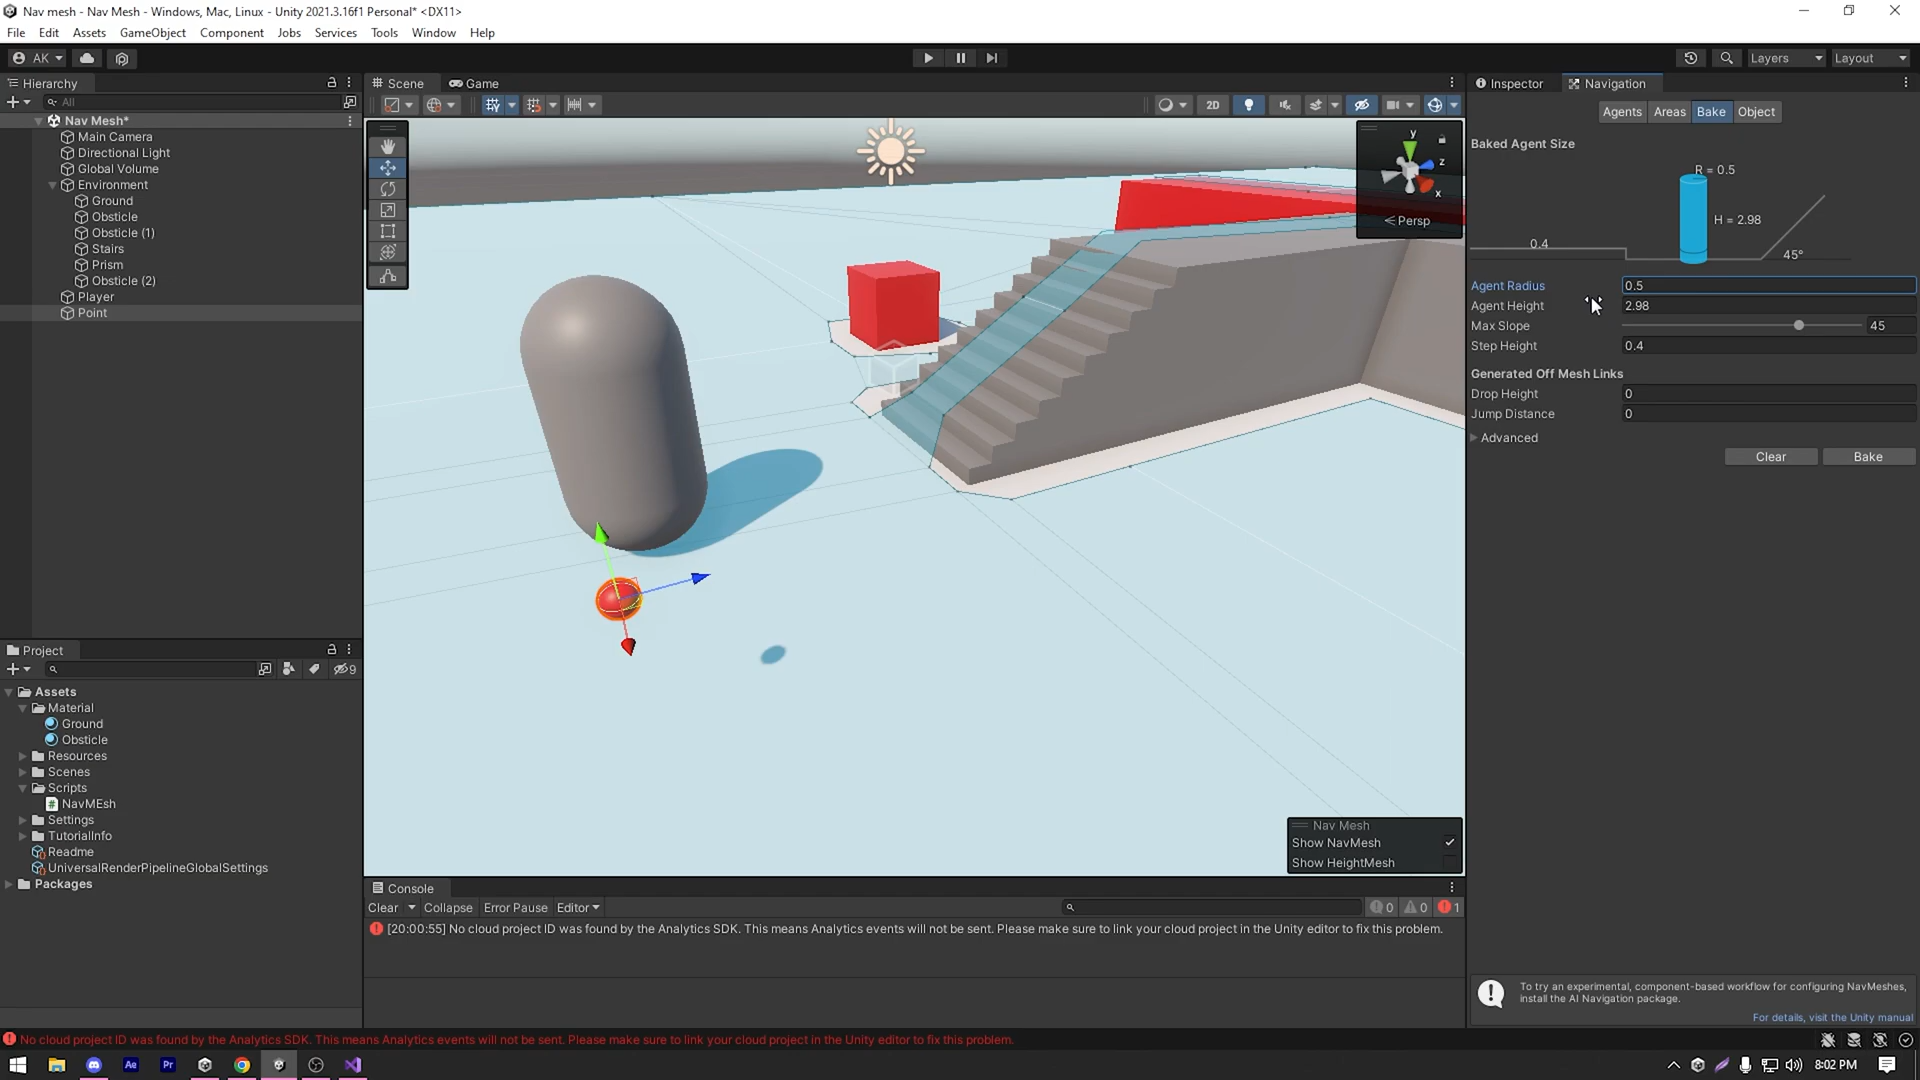 Nav mesh - Nav Mesh - Windows, Mac, Linux - Unity 2021.3.16f1 Personal* <DX11>
File Edit Assets GameObject Component Jobs Services Tools Window Help
AK
Layers
Layout
Hierarchy
All
Nav Mesh*
Main Camera
Directional Light
Global Volume
Environment
Ground
Obsticle
Obsticle (1)
Stairs
Prism
Obsticle (2)
Player
Point
Scene
Game
2D
y
z
x
Persp
Nav Mesh
Show NavMesh
Show HeightMesh
Inspector
Navigation
Agents Areas Bake Object
Baked Agent Size
R = 0.5
H = 2.98
0.4
45°
Agent Radius 0.5
Agent Height 2.98
Max Slope 45
Step Height 0.4
Generated Off Mesh Links
Drop Height 0
Jump Distance 0
Advanced
Clear Bake
To try an experimental, component-based workflow for configuring NavMeshes,
install the AI Navigation package.
For details, visit the Unity manual
Project
9
Assets
Material
Ground
Obsticle
Resources
Scenes
Scripts
NavMEsh
Settings
TutorialInfo
Readme
UniversalRenderPipelineGlobalSettings
Packages
Console
Clear Collapse Error Pause Editor
0 0 1
[20:00:55] No cloud project ID was found by the Analytics SDK. This means Analytics events will not be sent. Please make sure to link your cloud project in the Unity editor to fix this problem.
No cloud project ID was found by the Analytics SDK. This means Analytics events will not be sent. Please make sure to link your cloud project in the Unity editor to fix this problem.
Ae
Pr
8:02 PM